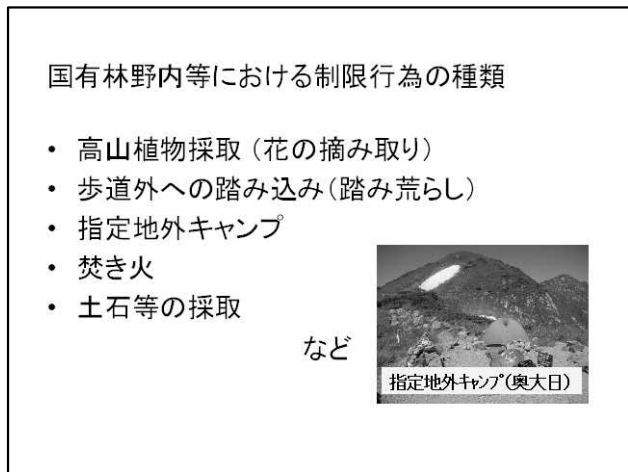 国有林野内等における制限行為の種類
• 高山植物採取（花の摘み取り）
• 歩道外への踏み込み（踏み荒らし）
• 指定地外キャンプ
• 焚き火
• 土石等の採取
など
指定地外ｷｬﾝﾌﾟ(奥大日)